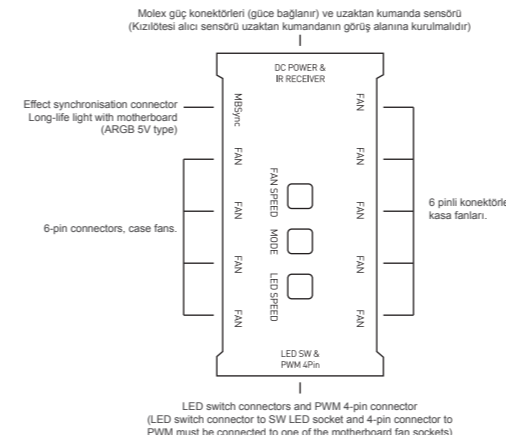 Molex güç konektörleri (güce bağlanır) ve uzaktan kumanda sensörü
(Kızılötesi alıcı sensörü uzaktan kumandanın görüş alanına kurulmalıdır)
DC POWER &
IR RECEIVER
Effect synchronisation connector
Long-life light with motherboard
(ARGB 5V type)
MBSync
FAN
FAN
FAN
FAN
FAN
6-pin connectors, case fans.
FAN SPEED
MODE
LED SPEED
FAN
FAN
FAN
FAN
6 pinli konektörle
kasa fanları.
LED SW &
PWM 4Pin
LED switch connectors and PWM 4-pin connector
(LED switch connector to SW LED socket and 4-pin connector to
PWM must be connected to one of the motherboard fan sockets)